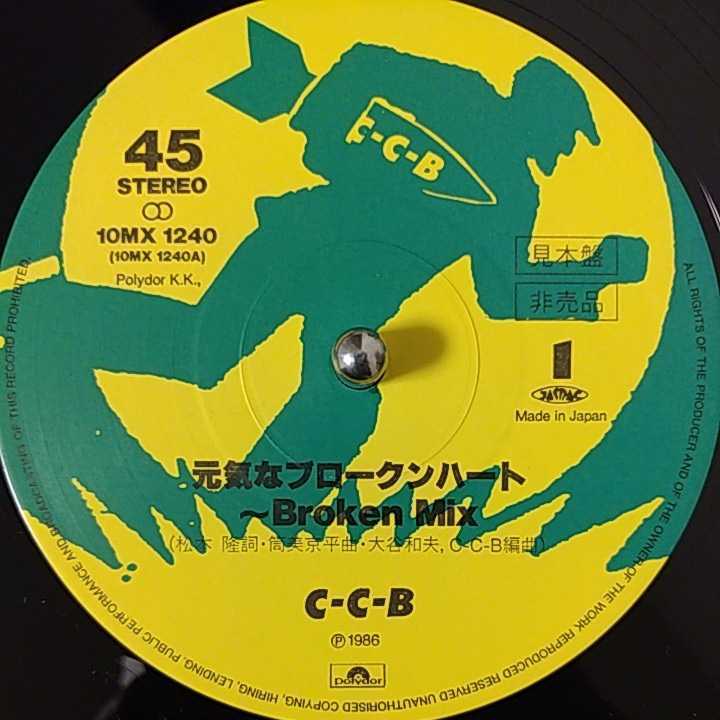 C-C-B
45
STEREO
10MX 1240
(10MX 1240A)
Polydor K.K.,
見本盤
非売品
1
JASRAC
Made in Japan
元気なブロークンハート
～Broken Mix
(松本 隆詞・筒美京平曲・大谷和夫, C-C-B編曲)
C-C-B
Ⓟ1986
polydor
ALL RIGHTS OF THE PRODUCER AND OF THE OWNER OF THE WORK REPRODUCED RESERVED UNAUTHORISED COPYING, HIRING, LENDING, PUBLIC PERFORMANCE AND BROADCASTING OF THIS RECORD PROHIBITED.